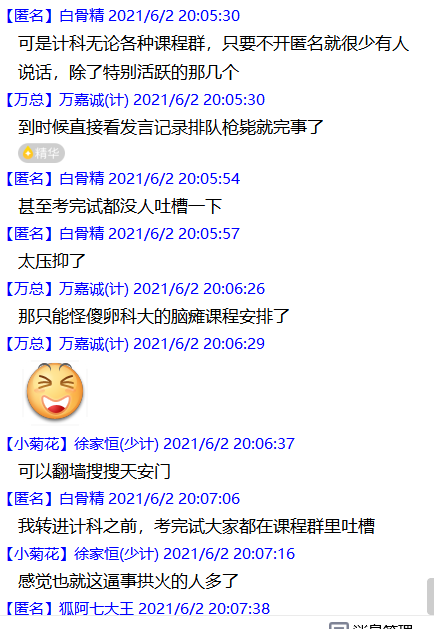 【匿名】白骨精 2021/6/2 20:05:30
可是计科无论各种课程群，只要不开匿名就很少有人
说话，除了特别活跃的那几个
【万总】万嘉诚(计) 2021/6/2 20:05:30
到时候直接看发言记录排队枪毙就完事了
精华
【匿名】白骨精 2021/6/2 20:05:54
甚至考完试都没人吐槽一下
【匿名】白骨精 2021/6/2 20:05:57
太压抑了
【万总】万嘉诚(计) 2021/6/2 20:06:26
那只能怪傻卵科大的脑瘫课程安排了
【万总】万嘉诚(计) 2021/6/2 20:06:29
【小菊花】徐家恒(少计) 2021/6/2 20:06:37
可以翻墙搜搜天安门
【匿名】白骨精 2021/6/2 20:07:06
我转进计科之前，考完试大家都在课程群里吐槽
【小菊花】徐家恒(少计) 2021/6/2 20:07:16
感觉也就这逼事拱火的人多了
【匿名】狐阿七大王 2021/6/2 20:07:38
消息管理